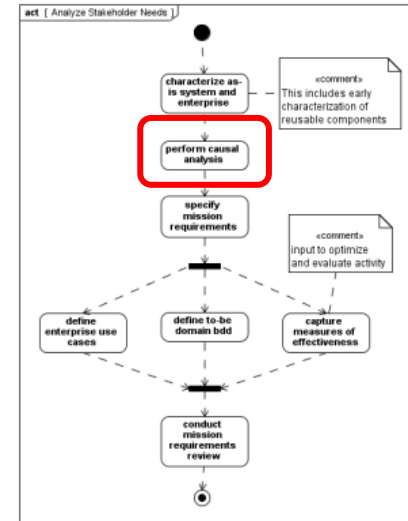 act [ Analyze Stakeholder Needs ]
characterize as-
is system and
enterprise
«comment»
This includes early
characterization of
reusable components
perform causal
analysis
specify
mission
requirements
«comment»
input to optimize
and evaluate activity
define
enterprise use
cases
define to-be
domain bdd
capture
measures of
effectiveness
conduct
mission
requirements
review